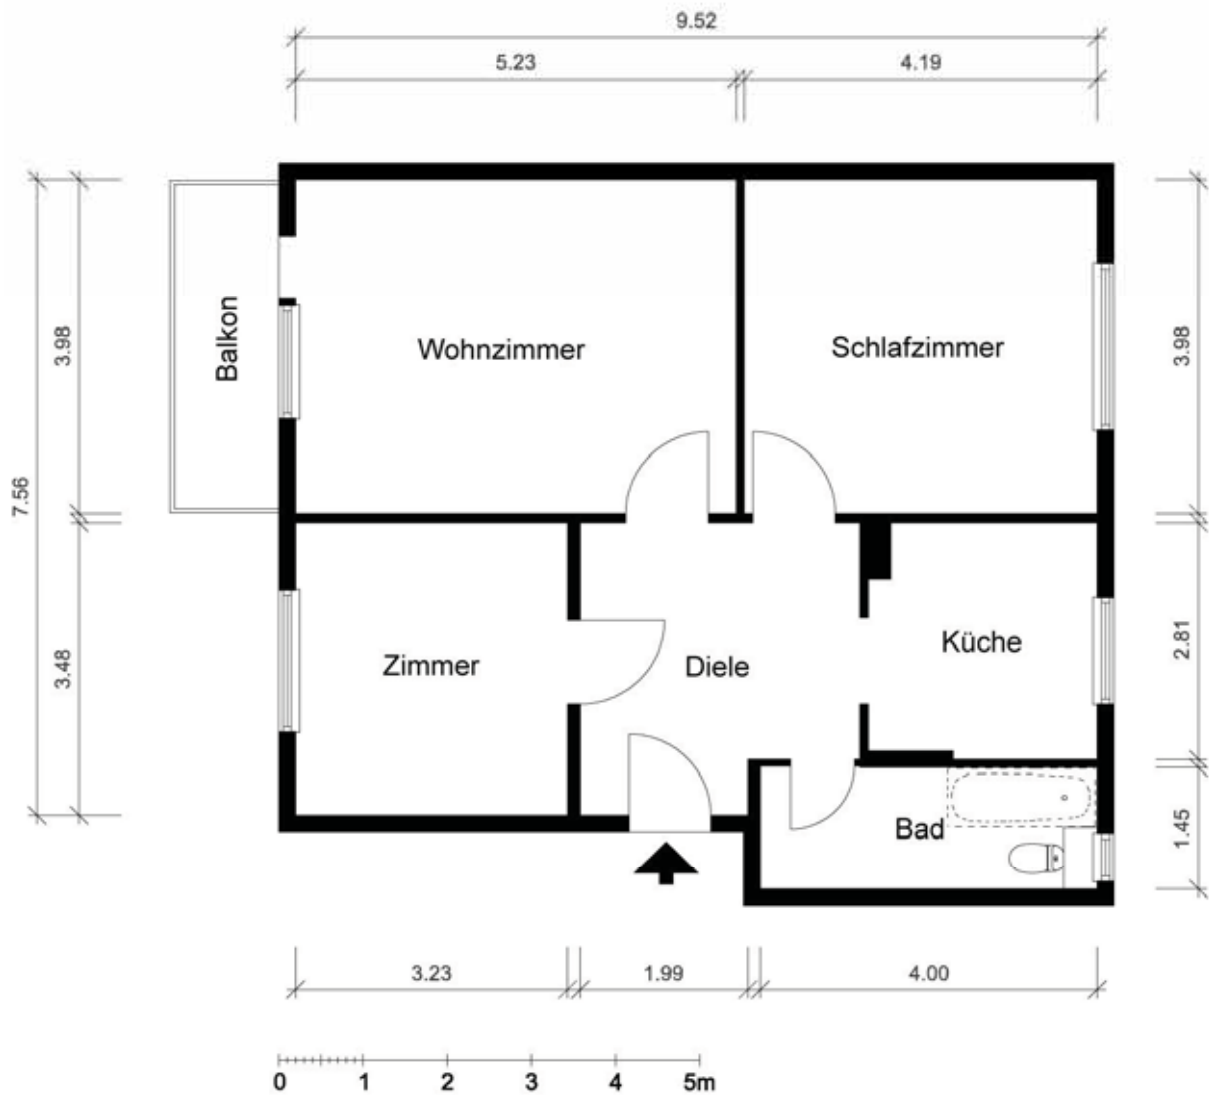 9.52
5.23
4.19
Balkon
Wohnzimmer
Schlafzimmer
3.98
3.98
7.56
Zimmer
Diele
Küche
3.48
2.81
Bad
1.45
3.23
1.99
4.00
0 1 2 3 4 5m